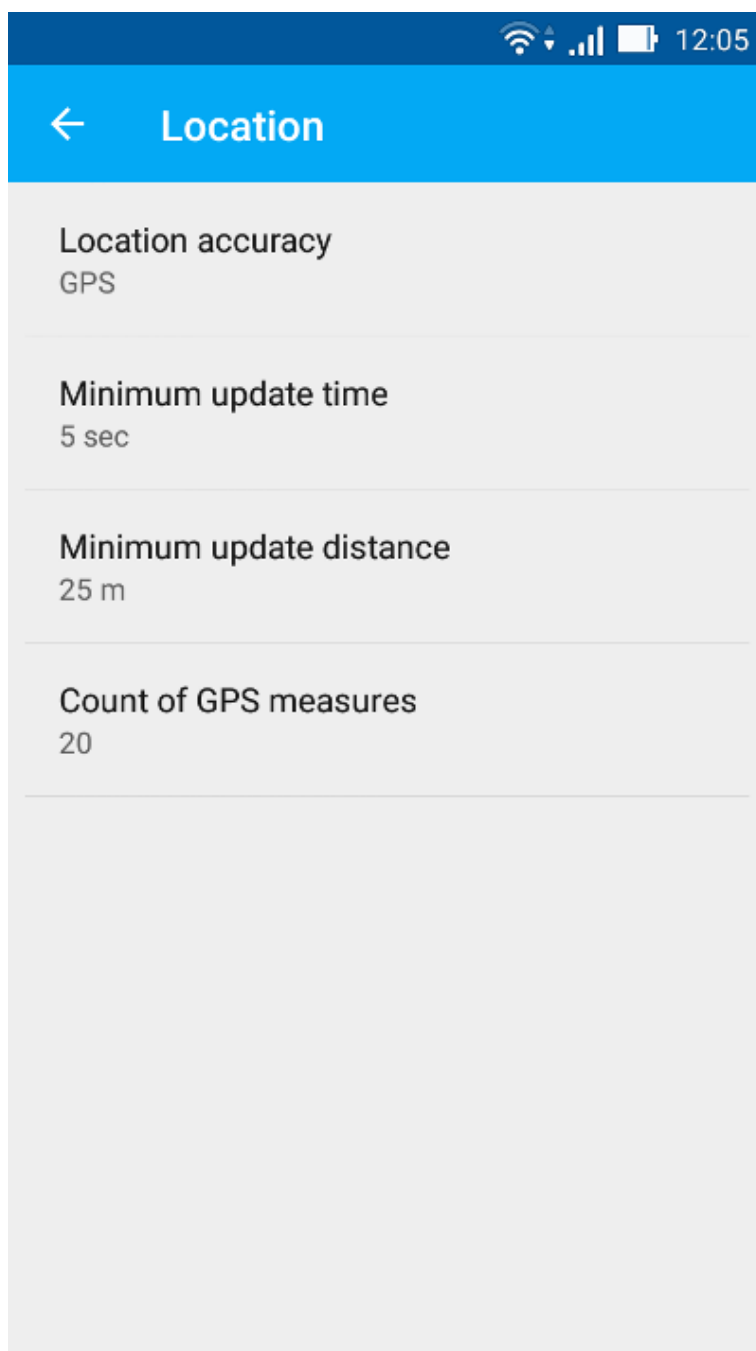 12:05
Location
Location accuracy
GPS
Minimum update time
5 sec
Minimum update distance
25 m
Count of GPS measures
20